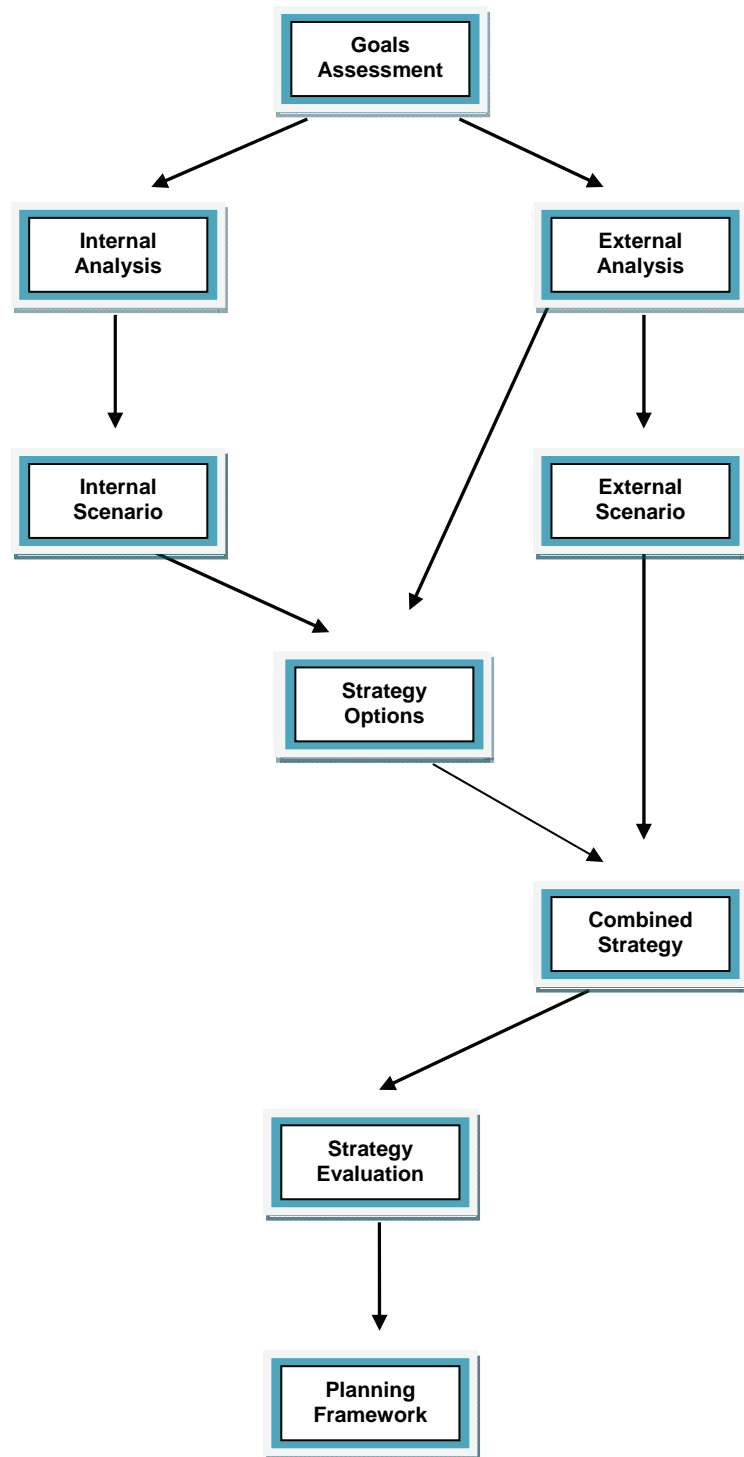 Goals
Assessment
Internal
Analysis
External
Analysis
Internal
Scenario
External
Scenario
Strategy
Options
Combined
Strategy
Strategy
Evaluation
Planning
Framework